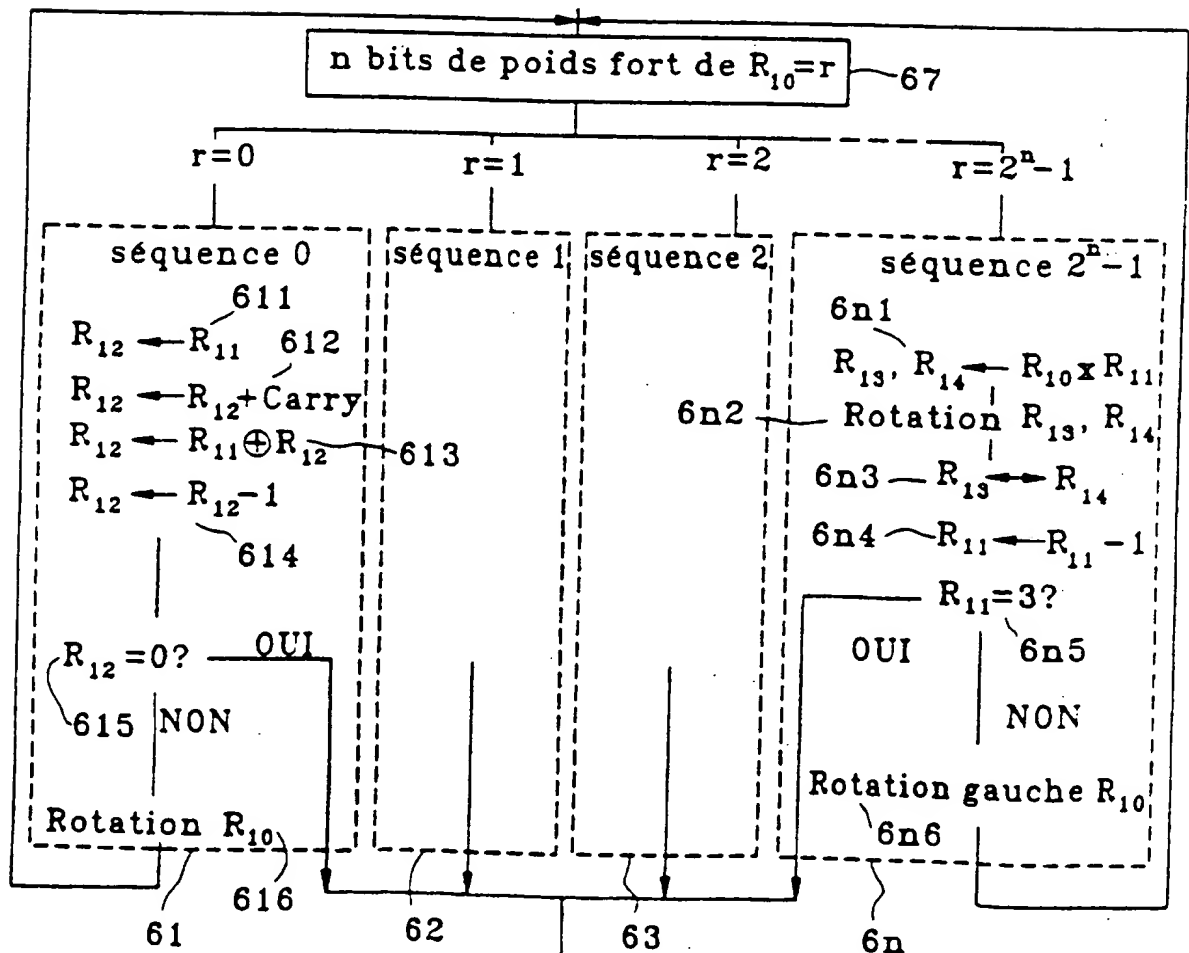 n bits de poids fort de R₁₀=r
67
r=0
r=1
r=2
r=2ⁿ-1
séquence 0
séquence 1
séquence 2
séquence 2ⁿ-1
611
R₁₂ ← R₁₁
612
R₁₂ ← R₁₂+Carry
R₁₂ ← R₁₁⊕R₁₂
613
R₁₂ ← R₁₂-1
614
R₁₂=0?
OUI
615
NON
Rotation R₁₀
616
61
62
63
6n1
R₁₃, R₁₄ ← R₁₀xR₁₁
6n2
Rotation R₁₃, R₁₄
6n3
R₁₃ ↔ R₁₄
6n4
R₁₁ ← R₁₁-1
R₁₁=3?
OUI
6n5
NON
Rotation gauche R₁₀
6n6
6n